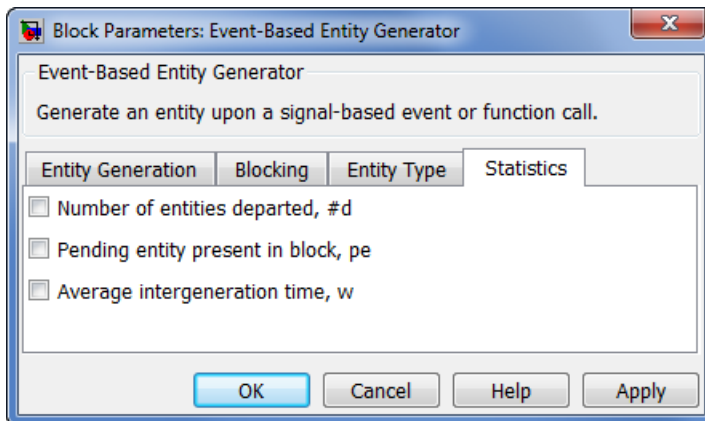 Block Parameters: Event-Based Entity Generator
Event-Based Entity Generator
Generate an entity upon a signal-based event or function call.
Entity Generation Blocking Entity Type Statistics
Number of entities departed, #d
Pending entity present in block, pe
Average intergeneration time, w
OK Cancel Help Apply